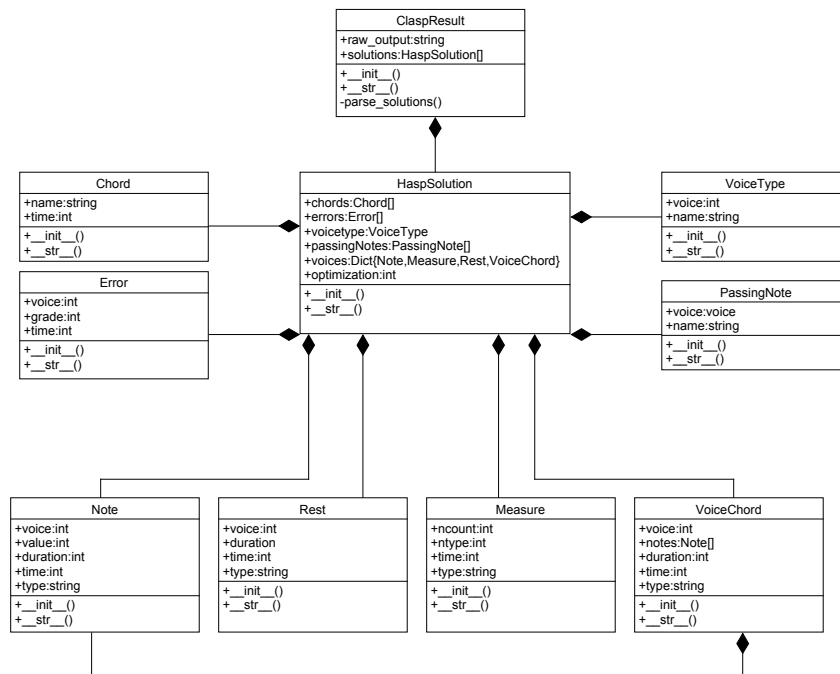 ClaspResult
+raw_output:string
+solutions:HaspSolution[]
+__init__()
+__str__()
-parse_solutions()
Chord
+name:string
+time:int
+__init__()
+__str__()
HaspSolution
+chords:Chord[]
+errors:Error[]
+voicetype:VoiceType
+passingNotes:PassingNote[]
+voices:Dict{Note,Measure,Rest,VoiceChord}
+optimization:int
+__init__()
+__str__()
VoiceType
+voice:int
+name:string
+__init__()
+__str__()
Error
+voice:int
+grade:int
+time:int
+__init__()
+__str__()
PassingNote
+voice:voice
+name:string
+__init__()
+__str__()
Note
+voice:int
+value:int
+duration:int
+time:int
+type:string
+__init__()
+__str__()
Rest
+voice:int
+duration
+time:int
+type:string
+__init__()
+__str__()
Measure
+ncount:int
+ntype:int
+time:int
+type:string
+__init__()
+__str__()
VoiceChord
+voice:int
+notes:Note[]
+duration:int
+time:int
+type:string
+__init__()
+__str__()